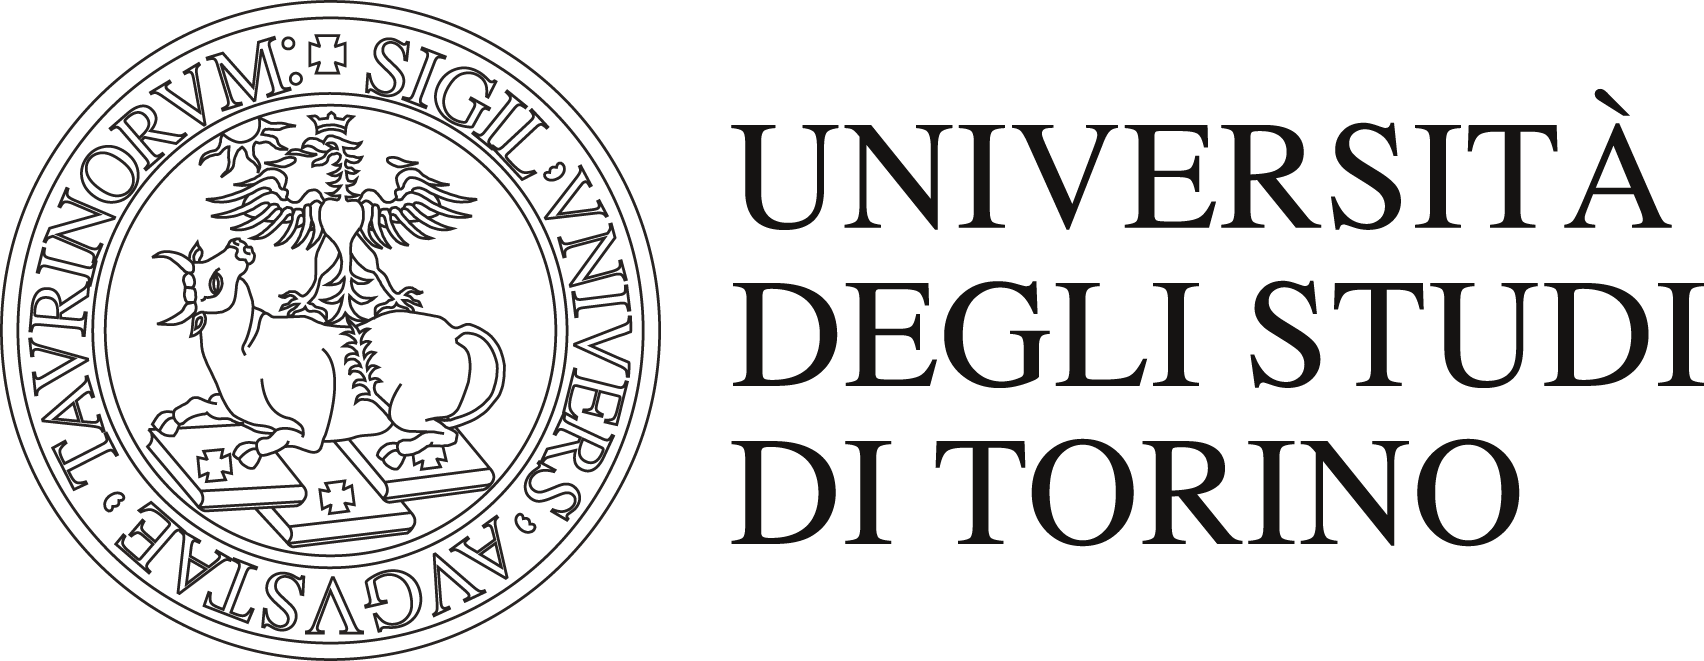 SIGIL VNIVERS AVGVSTAE TAVRINORVM:
UNIVERSITÀ
DEGLI STUDI
DI TORINO